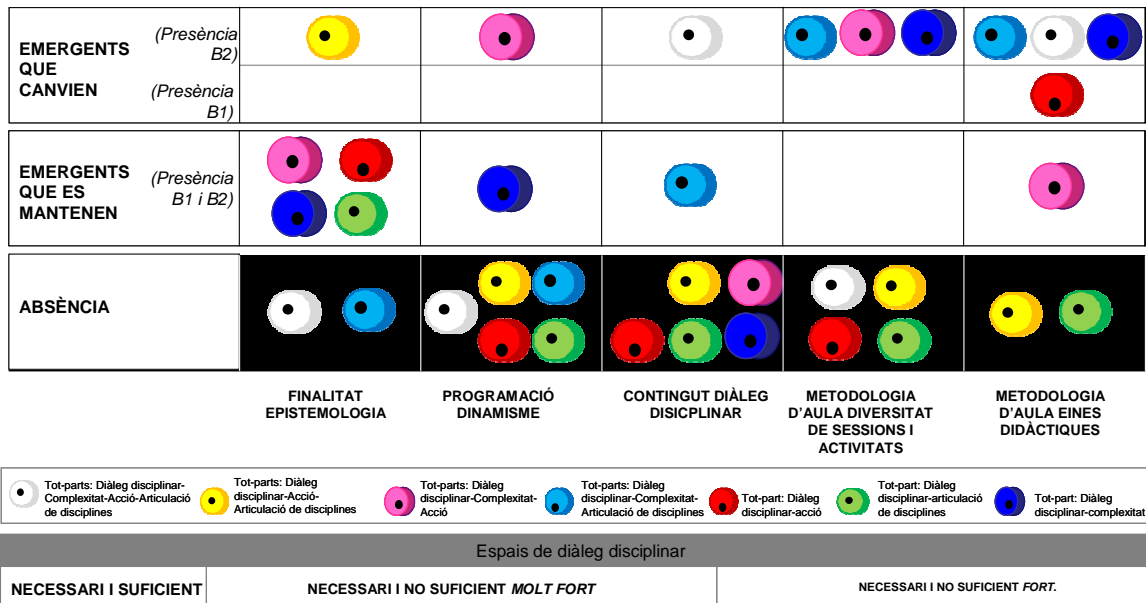 EMERGENTS
QUE
CANVIEN
(Presència
B2)
(Presència
B1)
EMERGENTS
QUE ES
MANTENEN
(Presència
B1 i B2)
ABSÈNCIA
FINALITAT
EPISTEMOLOGIA
PROGRAMACIÓ
DINAMISME
CONTINGUT DIÀLEG
DISICPLINAR
METODOLOGIA
D'AULA DIVERSITAT
DE SESSIONS I
ACTIVITATS
METODOLOGIA
D'AULA EINES
DIDÀCTIQUES
Tot-parts: Diàleg disciplinar-
Complexitat-Acció-Articulació
de disciplines
Tot-parts: Diàleg
disciplinar-Acció-
Articulació de disciplines
Tot-parts: Diàleg
disciplinar-Complexitat-
Acció
Tot-parts: Diàleg
disciplinar-Complexitat-
Articulació de disciplines
Tot-part: Diàleg
disciplinar-acció
Tot-part: Diàleg
disciplinar-articulació
de disciplines
Tot-part: Diàleg
disciplinar-complexitat
Espais de diàleg disciplinar
NECESSARI I SUFICIENT
NECESSARI I NO SUFICIENT MOLT FORT
NECESSARI I NO SUFICIENT FORT.